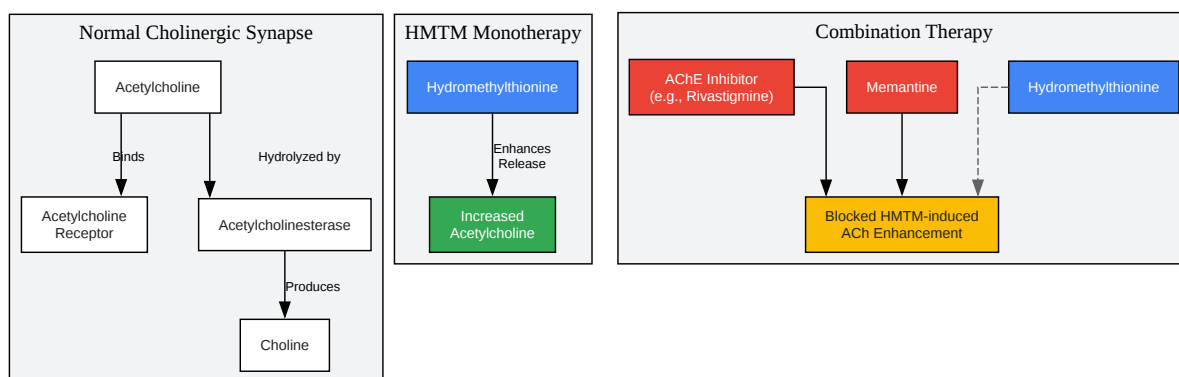 Normal Cholinergic Synapse
Acetylcholine
Binds
Hydrolyzed by
Acetylcholine
Receptor
Acetylcholinesterase
Produces
Choline
HMTM Monotherapy
Hydromethylthionine
Enhances
Release
Increased
Acetylcholine
Combination Therapy
AChE Inhibitor
(e.g., Rivastigmine)
Memantine
Hydromethylthionine
Blocked HMTM-induced
ACh Enhancement